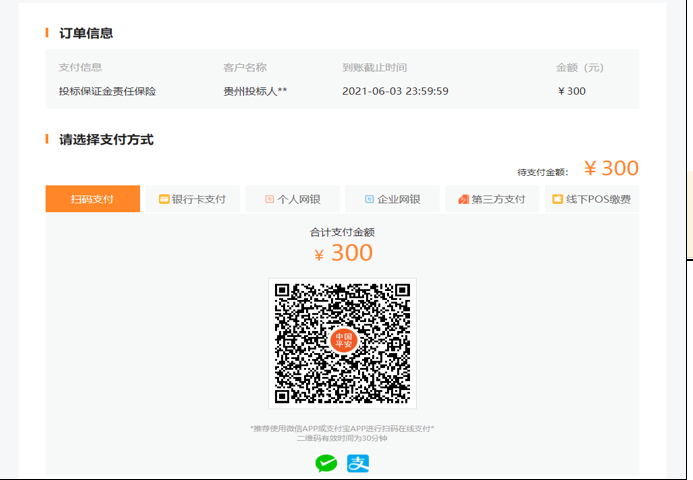 订单信息
支付信息 客户名称 到账截止时间 金额（元）
投标保证金责任保险 贵州投标人** 2021-06-03 23:59:59 ￥300
请选择支付方式
待支付金额： ￥300
扫码支付 银行卡支付 个人网银 企业网银 第三方支付 线下POS缴费
合计支付金额
￥300
中国
平安
*推荐使用微信APP或支付宝APP进行扫码在线支付*
二维码有效时间为30分钟
支